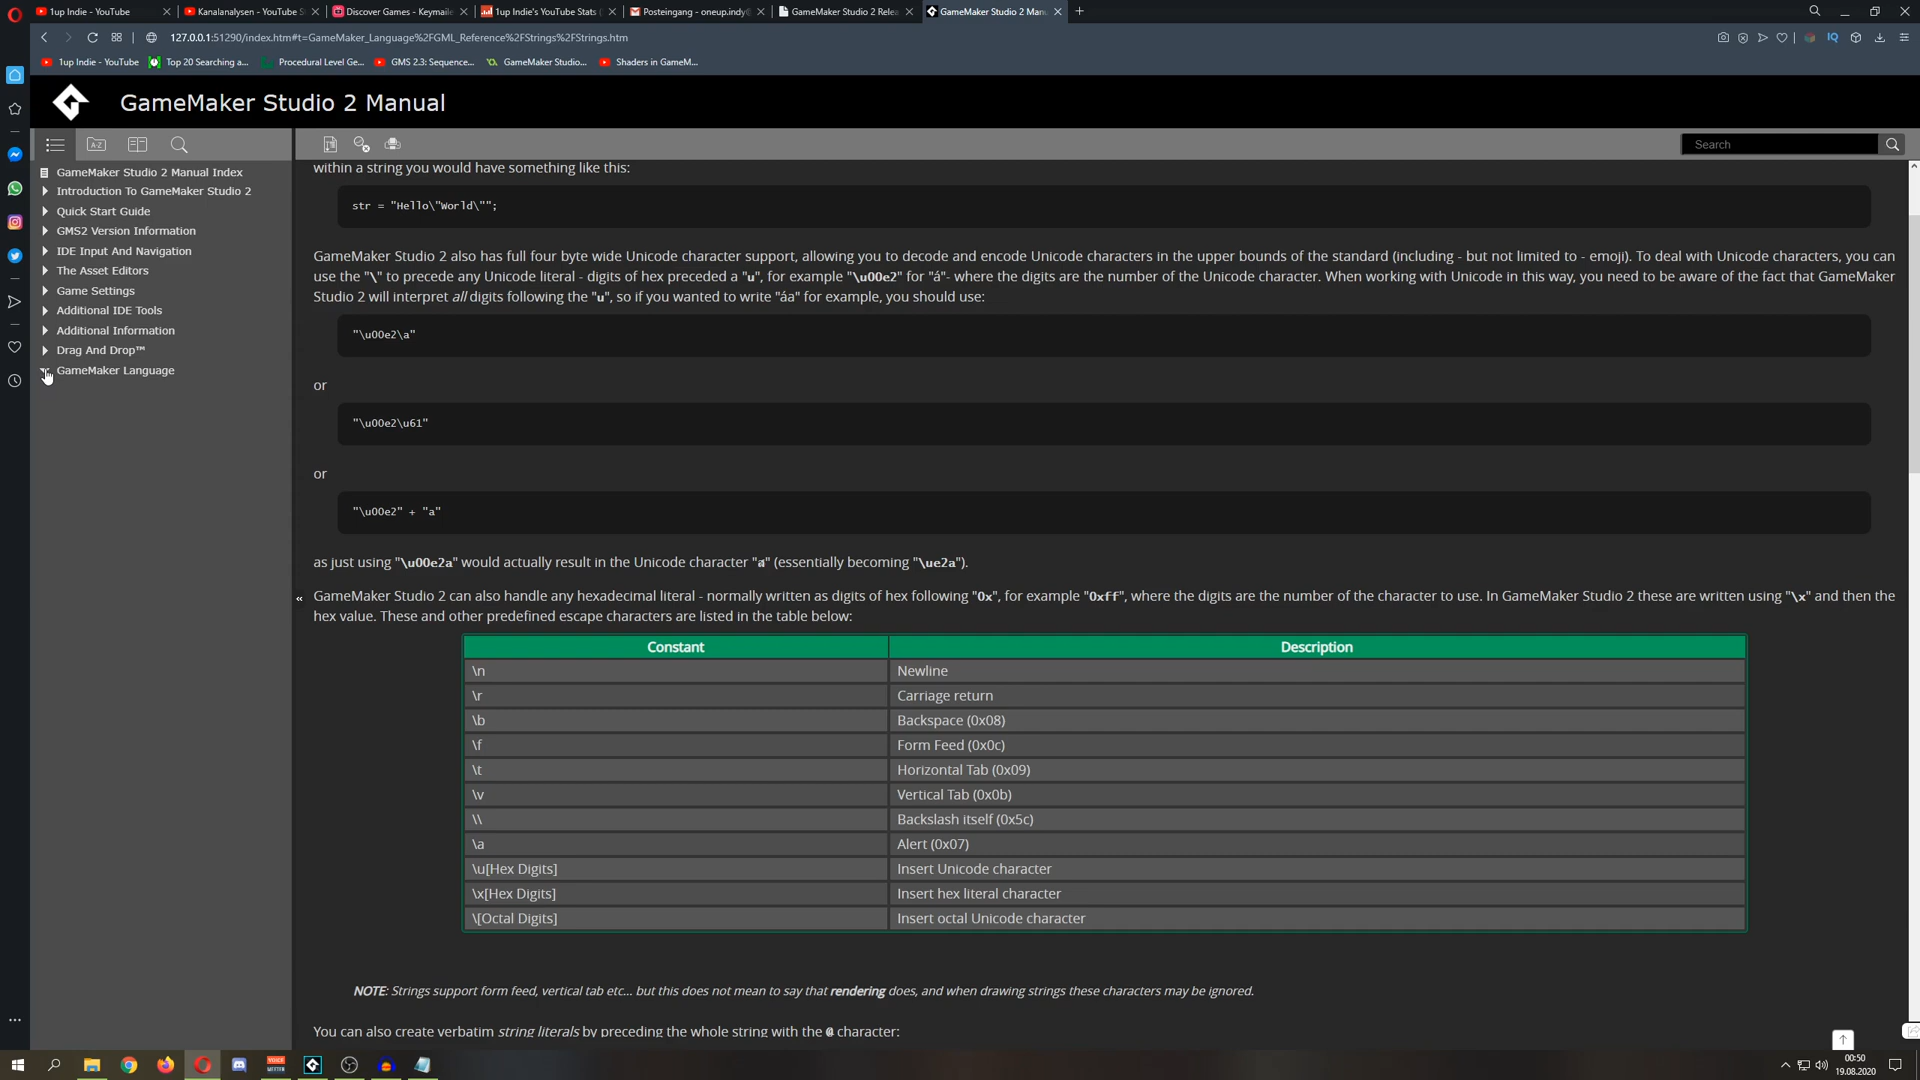 1up Indie - YouTube
Kanalanalysen - YouTube S
Discover Games - Keymaile
1up Indie's YouTube Stats (
Posteingang - oneup.indy@
GameMaker Studio 2 Relea
GameMaker Studio 2 Manu
127.0.0.1:51290/index.htm#t=GameMaker_Language%2FGML_Reference%2FStrings%2FStrings.htm
1up Indie - YouTube
Top 20 Searching a...
Procedural Level Ge...
GMS 2.3: Sequence...
GameMaker Studio...
Shaders in GameM...
GameMaker Studio 2 Manual
Search
GameMaker Studio 2 Manual Index
Introduction To GameMaker Studio 2
Quick Start Guide
GMS2 Version Information
IDE Input And Navigation
The Asset Editors
Game Settings
Additional IDE Tools
Additional Information
Drag And Drop™
GameMaker Language
within a string you would have something like this:
str = "Hello\"World\"";
GameMaker Studio 2 also has full four byte wide Unicode character support, allowing you to decode and encode Unicode characters in the upper bounds of the standard (including - but not limited to - emoji). To deal with Unicode characters, you can
use the "\" to precede any Unicode literal - digits of hex preceded a "u", for example "\u00e2" for "á"- where the digits are the number of the Unicode character. When working with Unicode in this way, you need to be aware of the fact that GameMaker
Studio 2 will interpret all digits following the "u", so if you wanted to write "áa" for example, you should use:
"\u00e2\a"
or
"\u00e2\u61"
or
"\u00e2" + "a"
as just using "\u00e2a" would actually result in the Unicode character "" (essentially becoming "\ue2a").
GameMaker Studio 2 can also handle any hexadecimal literal - normally written as digits of hex following "0x", for example "0xff", where the digits are the number of the character to use. In GameMaker Studio 2 these are written using "\x" and then the
hex value. These and other predefined escape characters are listed in the table below:
Constant Description
\n Newline
\r Carriage return
\b Backspace (0x08)
\f Form Feed (0x0c)
\t Horizontal Tab (0x09)
\v Vertical Tab (0x0b)
\\ Backslash itself (0x5c)
\a Alert (0x07)
\u[Hex Digits] Insert Unicode character
\x[Hex Digits] Insert hex literal character
\[Octal Digits] Insert octal Unicode character
NOTE: Strings support form feed, vertical tab etc... but this does not mean to say that rendering does, and when drawing strings these characters may be ignored.
You can also create verbatim string literals by preceding the whole string with the @ character:
00:50
19.08.2020